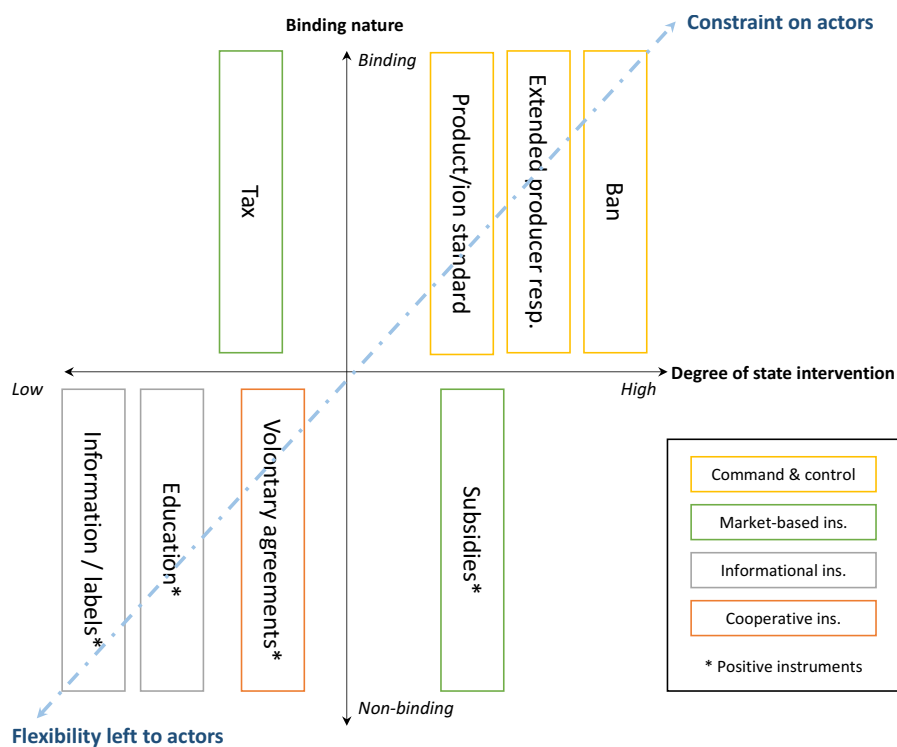 Binding nature
Constraint on actors
Binding
Tax
Product/ion standard
Extended producer resp.
Ban
Low
High
Degree of state intervention
Information / labels*
Education*
Volontary agreements*
Subsidies*
Command & control
Market-based ins.
Informational ins.
Cooperative ins.
* Positive instruments
Non-binding
Flexibility left to actors